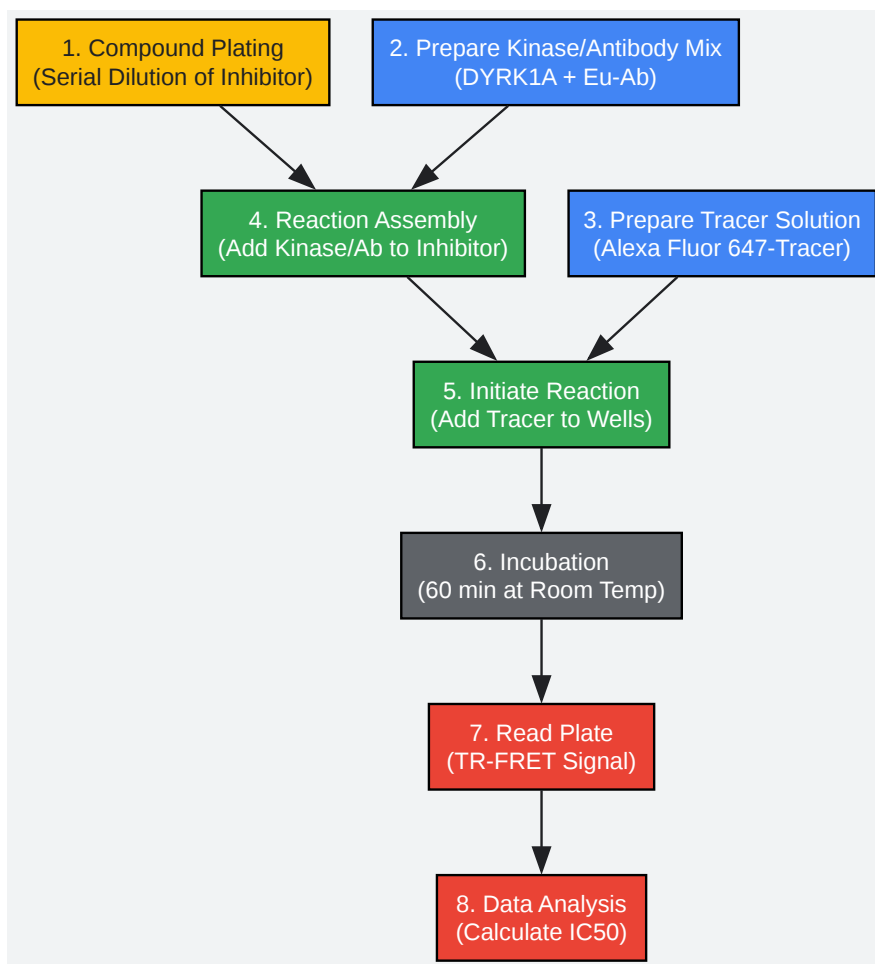 1. Compound Plating
(Serial Dilution of Inhibitor)
2. Prepare Kinase/Antibody Mix
(DYRK1A + Eu-Ab)
4. Reaction Assembly
(Add Kinase/Ab to Inhibitor)
3. Prepare Tracer Solution
(Alexa Fluor 647-Tracer)
5. Initiate Reaction
(Add Tracer to Wells)
6. Incubation
(60 min at Room Temp)
7. Read Plate
(TR-FRET Signal)
8. Data Analysis
(Calculate IC50)